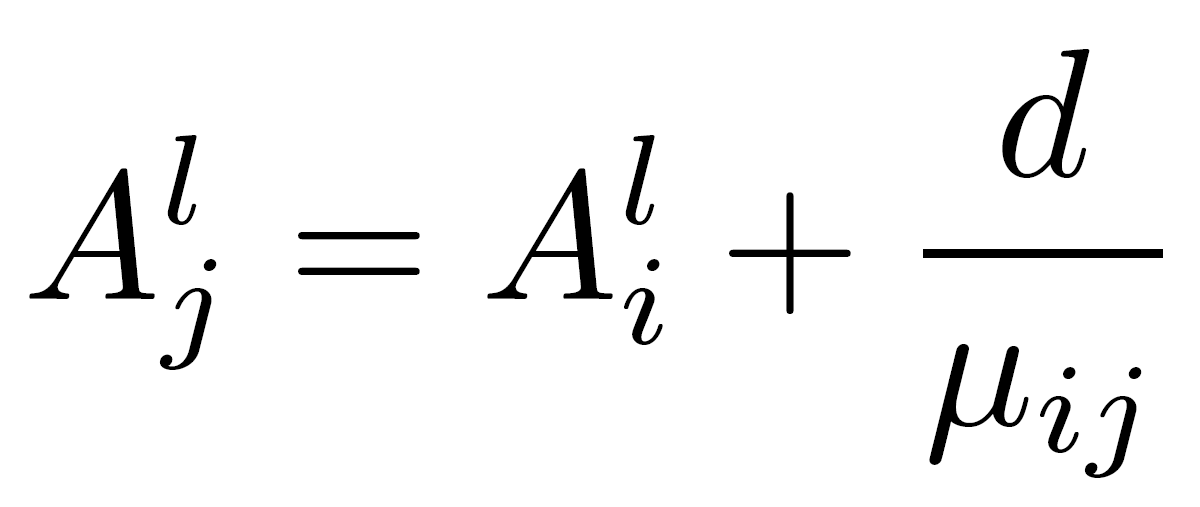 $A_j^l = A_i^l + \frac{d}{\mu_{ij}}$